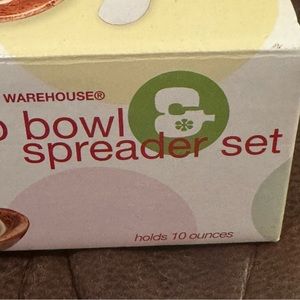 WAREHOUSE®
bowl &
spreader set
holds 10 ounces